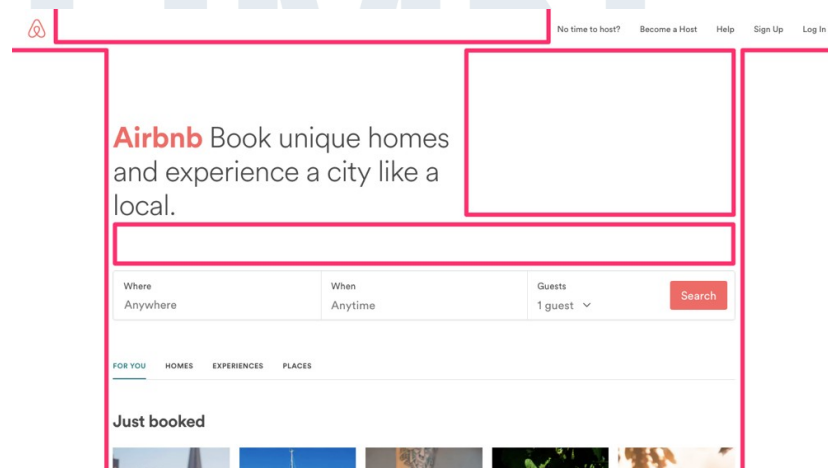 No time to host? Become a Host Help Sign Up Log In
Airbnb Book unique homes
and experience a city like a
local.
Where When Guests
Anywhere Anytime 1 guest Search
FOR YOU HOMES EXPERIENCES PLACES
Just booked